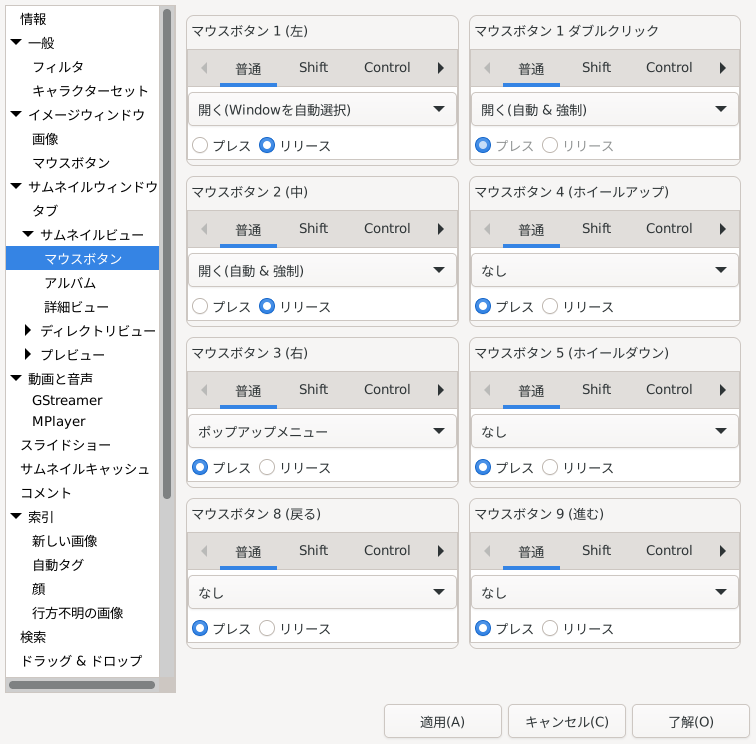 情報
一般
フィルタ
キャラクターセット
イメージウィンドウ
画像
マウスボタン
サムネイルウィンドウ
タブ
サムネイルビュー
マウスボタン
アルバム
詳細ビュー
ディレクトリビュー
プレビュー
動画と音声
GStreamer
MPlayer
スライドショー
サムネイルキャッシュ
コメント
索引
新しい画像
自動タグ
顔
行方不明の画像
検索
ドラッグ & ドロップ
マウスボタン 1 (左)
普通 Shift Control
開く(Windowを自動選択)
プレス リリース
マウスボタン 1 ダブルクリック
普通 Shift Control
開く(自動 & 強制)
プレス リリース
マウスボタン 2 (中)
普通 Shift Control
開く(自動 & 強制)
プレス リリース
マウスボタン 4 (ホイールアップ)
普通 Shift Control
なし
プレス リリース
マウスボタン 3 (右)
普通 Shift Control
ポップアップメニュー
プレス リリース
マウスボタン 5 (ホイールダウン)
普通 Shift Control
なし
プレス リリース
マウスボタン 8 (戻る)
普通 Shift Control
なし
プレス リリース
マウスボタン 9 (進む)
普通 Shift Control
なし
プレス リリース
適用(A) キャンセル(C) 了解(O)